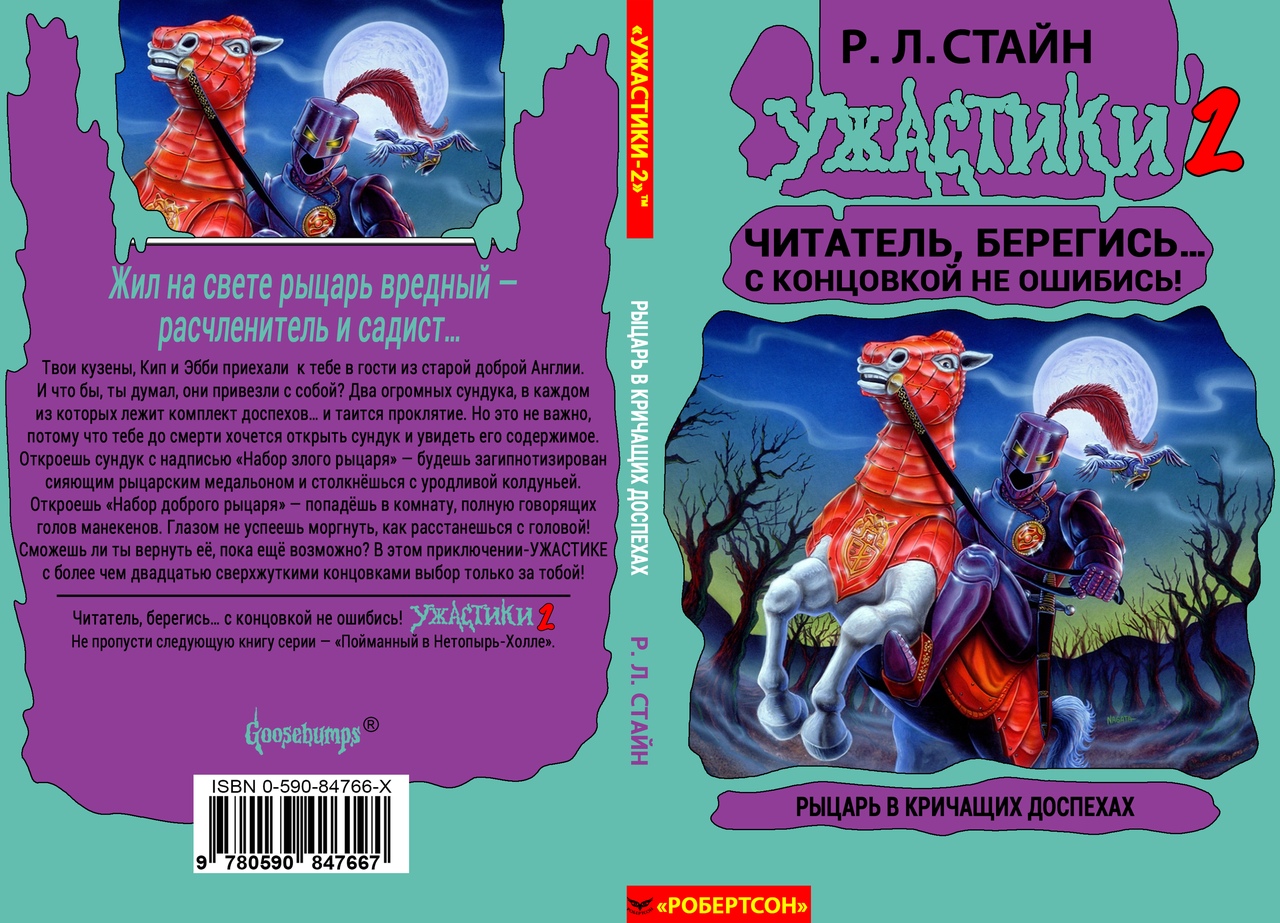 Жил на свете рыцарь вредный —
расчленитель и садист...
Твои кузены, Кип и Эбби приехали к тебе в гости из старой доброй Англии.
И что бы, ты думал, они привезли с собой? Два огромных сундука, в каждом
из которых лежит комплект доспехов... и таится проклятие. Но это не важно,
потому что тебе до смерти хочется открыть сундук и увидеть его содержимое.
Откроешь сундук с надписью «Набор злого рыцаря» — будешь загипнотизирован
сияющим рыцарским медальоном и столкнёшься с уродливой колдуньей.
Откроешь «Набор доброго рыцаря» — попадёшь в комнату, полную говорящих
голов манекенов. Глазом не успеешь моргнуть, как расстанешься с головой!
Сможешь ли ты вернуть её, пока ещё возможно? В этом приключении-УЖАСТИКЕ
с более чем двадцатью сверхжуткими концовками выбор только за тобой!
Читатель, берегись... с концовкой не ошибись! УЖАСТИКИ 2
Не пропусти следующую книгу серии — «Пойманный в Нетопырь-Холле».
Goosebumps®
ISBN 0-590-84766-X
9 780590 847667
«УЖАСТИКИ-2»™
РЫЦАРЬ В КРИЧАЩИХ ДОСПЕХАХ
Р. Л. СТАЙН
«РОБЕРТСОН»
Р. Л. СТАЙН
УЖАСТИКИ 2
ЧИТАТЕЛЬ, БЕРЕГИСЬ...
С КОНЦОВКОЙ НЕ ОШИБИСЬ!
NAGATA
РЫЦАРЬ В КРИЧАЩИХ ДОСПЕХАХ